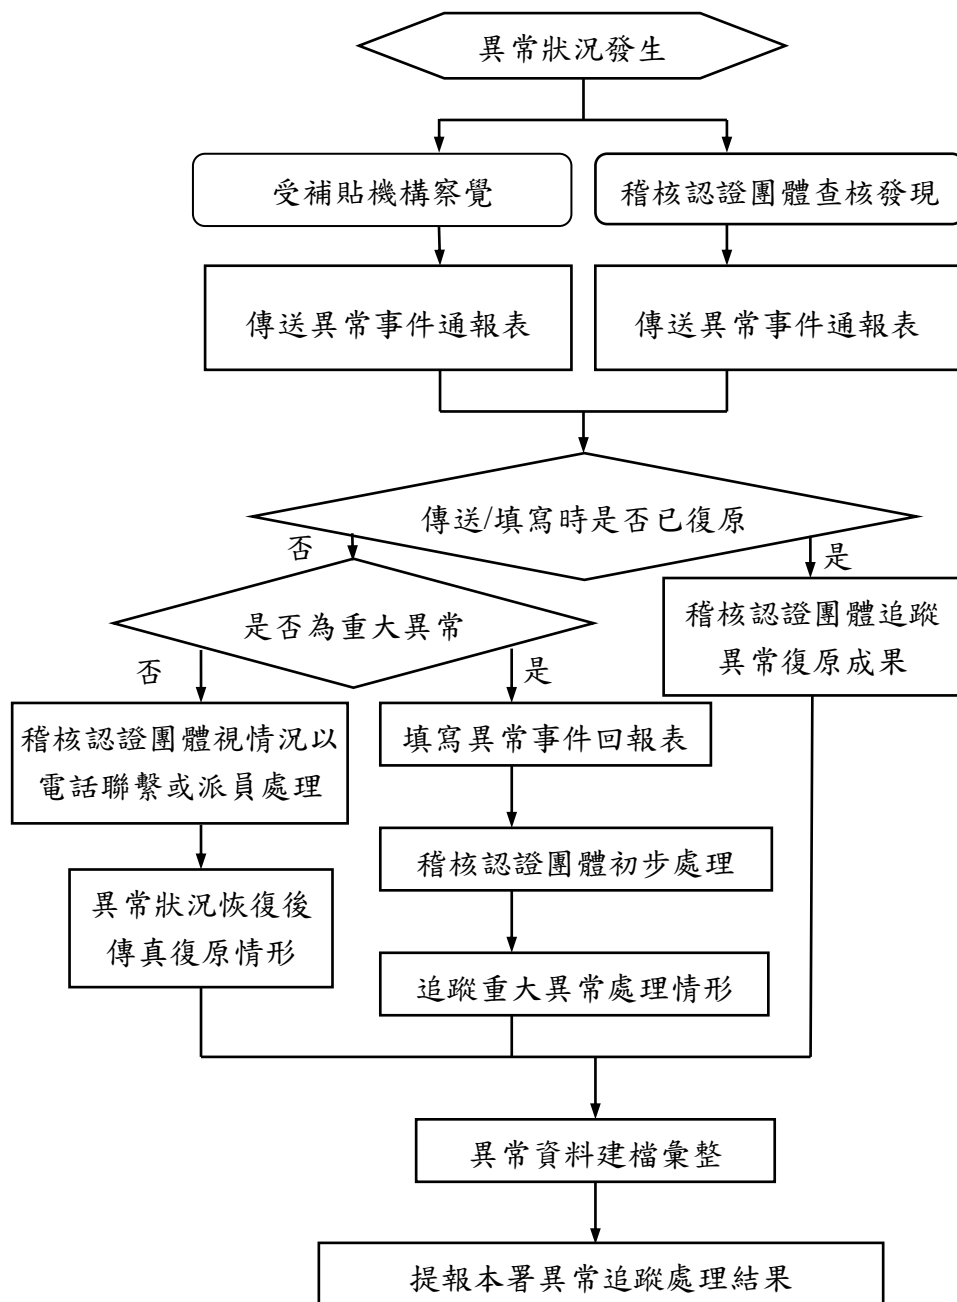 異常狀況發生
受補貼機構察覺
稽核認證團體查核發現
傳送異常事件通報表
傳送異常事件通報表
傳送/填寫時是否已復原
否
是
是否為重大異常
稽核認證團體追蹤
異常復原成果
否
是
稽核認證團體視情況以
電話聯繫或派員處理
填寫異常事件回報表
稽核認證團體初步處理
異常狀況恢復後
傳真復原情形
追蹤重大異常處理情形
異常資料建檔彙整
提報本署異常追蹤處理結果